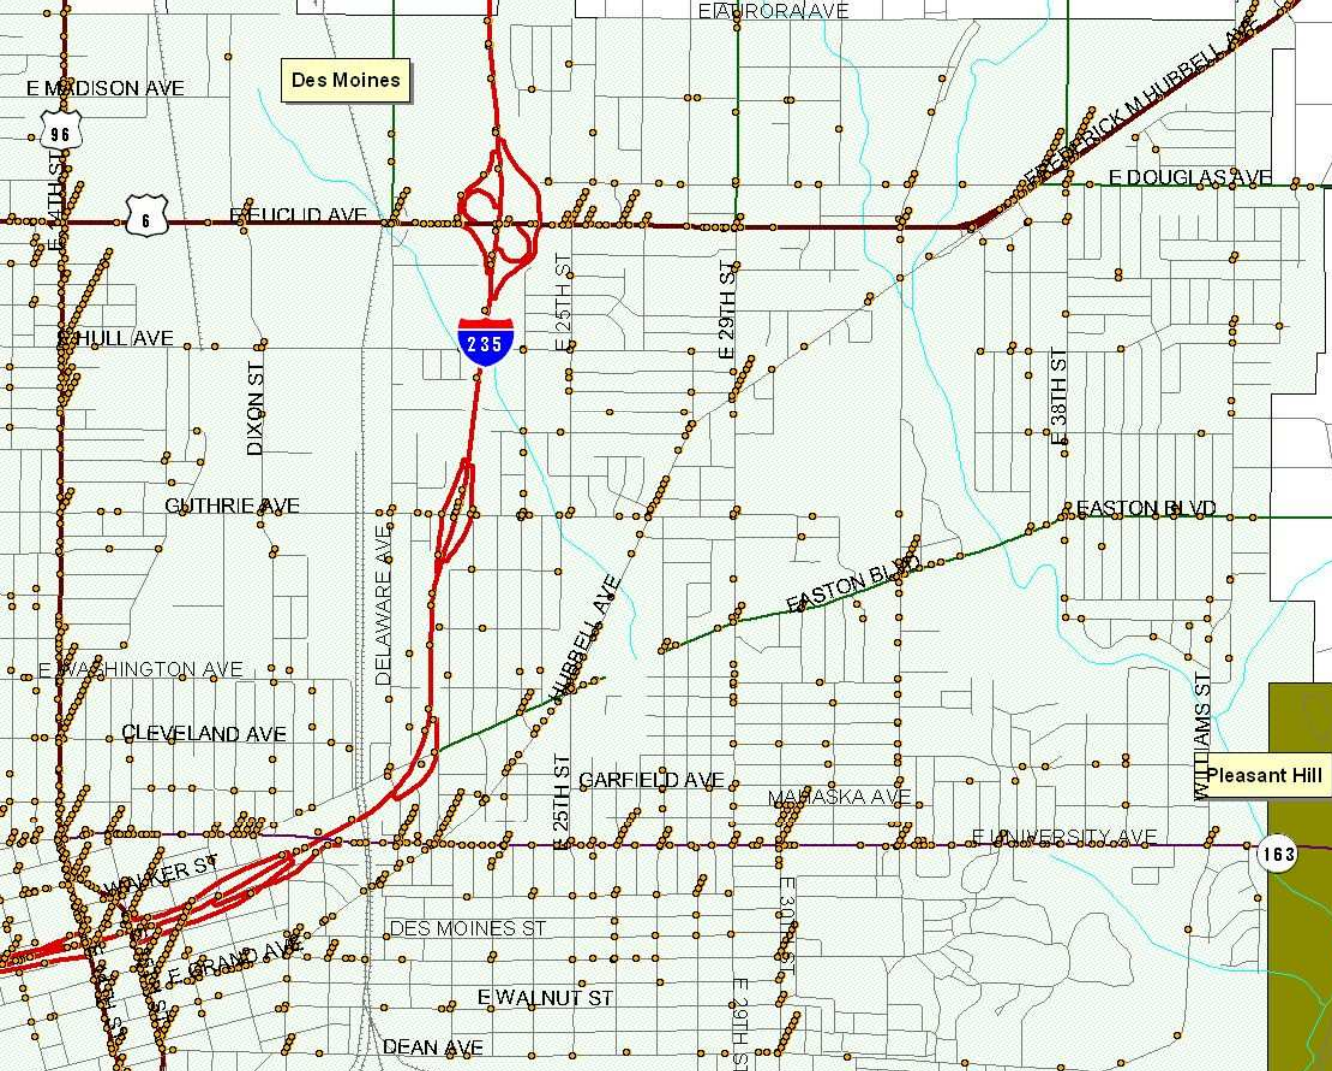 E AURORA AVE
Des Moines
E MADISON AVE
96
FREDERICK M HUBBELL AVE
E 14TH ST
E DOUGLAS AVE
6
E EUCLID AVE
E 25TH ST
E 29TH ST
E HULL AVE
235
DIXON ST
E 38TH ST
GUTHRIE AVE
EASTON BLVD
DELAWARE AVE
EASTON BLVD
HUBBELL AVE
E WASHINGTON AVE
WILLIAMS ST
CLEVELAND AVE
E 25TH ST
GARFIELD AVE
Pleasant Hill
MAHASKA AVE
E UNIVERSITY AVE
163
WALKER ST
E 30TH ST
DES MOINES ST
E GRAND AVE
E WALNUT ST
E 29TH ST
DEAN AVE